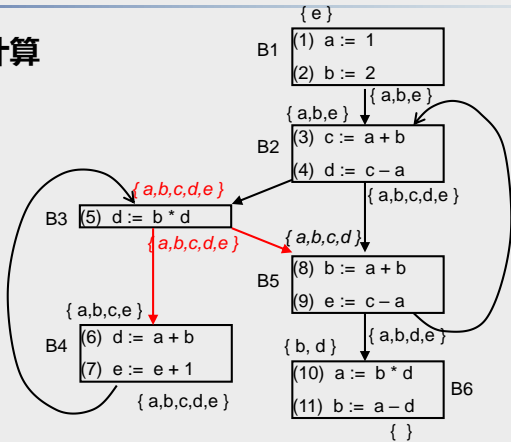 计算
{ e }
B1
(1) a := 1
(2) b := 2
{ a,b,e }
{ a,b,e }
B2
(3) c := a + b
(4) d := c – a
{ a,b,c,d,e }
{ a,b,c,d,e }
B3
(5) d := b * d
{ a,b,c,d,e }
{ a,b,c,d }
B5
(8) b := a + b
(9) e := c – a
{ a,b,c,e }
B4
(6) d := a + b
(7) e := e + 1
{ a,b,c,d,e }
{ a,b,d,e }
{ b, d }
(10) a := b * d
(11) b := a – d
B6
{ }